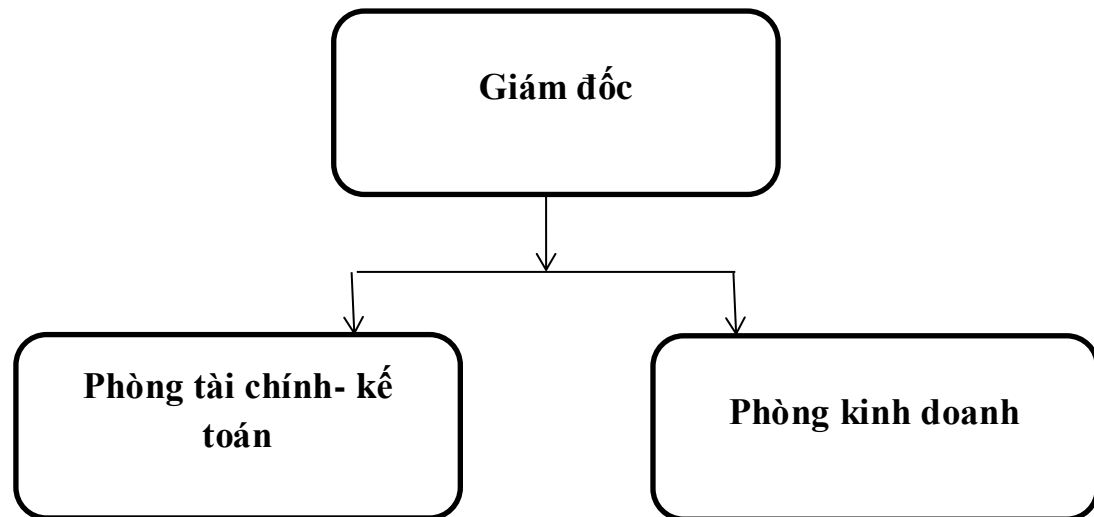 Giám đốc
Phòng tài chính- kế
toán
Phòng kinh doanh